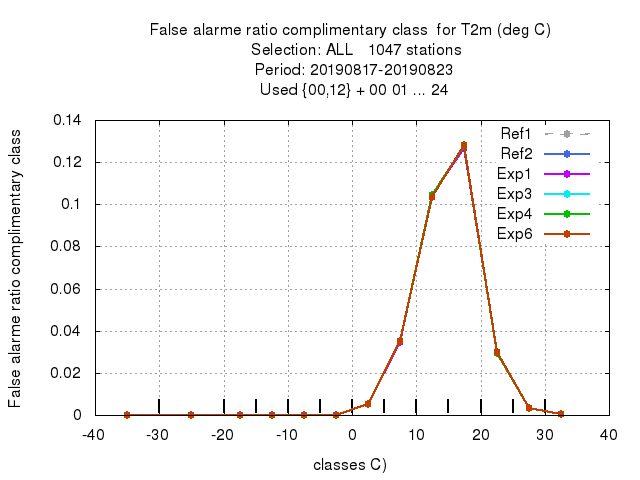 False alarme ratio complimentary class  for T2m (deg C)
Selection: ALL   1047 stations
Period: 20190817-20190823
Used {00,12} + 00 01 ... 24
False alarme ratio complimentary class
0.14
0.12
0.1
0.08
0.06
0.04
0.02
0
-40
-30
-20
-10
0
10
20
30
40
classes C)
Ref1
Ref2
Exp1
Exp3
Exp4
Exp6